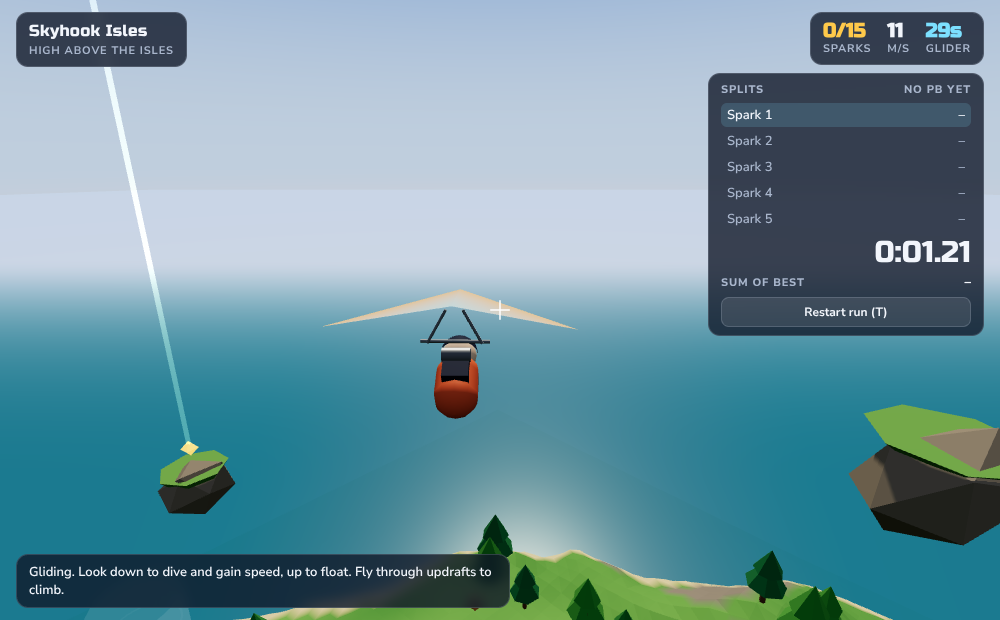 Skyhook Isles
HIGH ABOVE THE ISLES
0/15 11 29s
SPARKS M/S GLIDER
SPLITS NO PB YET
Spark 1 –
Spark 2 –
Spark 3 –
Spark 4 –
Spark 5 –
0:01.21
SUM OF BEST –
Restart run (T)
Gliding. Look down to dive and gain speed, up to float. Fly through updrafts to
climb.